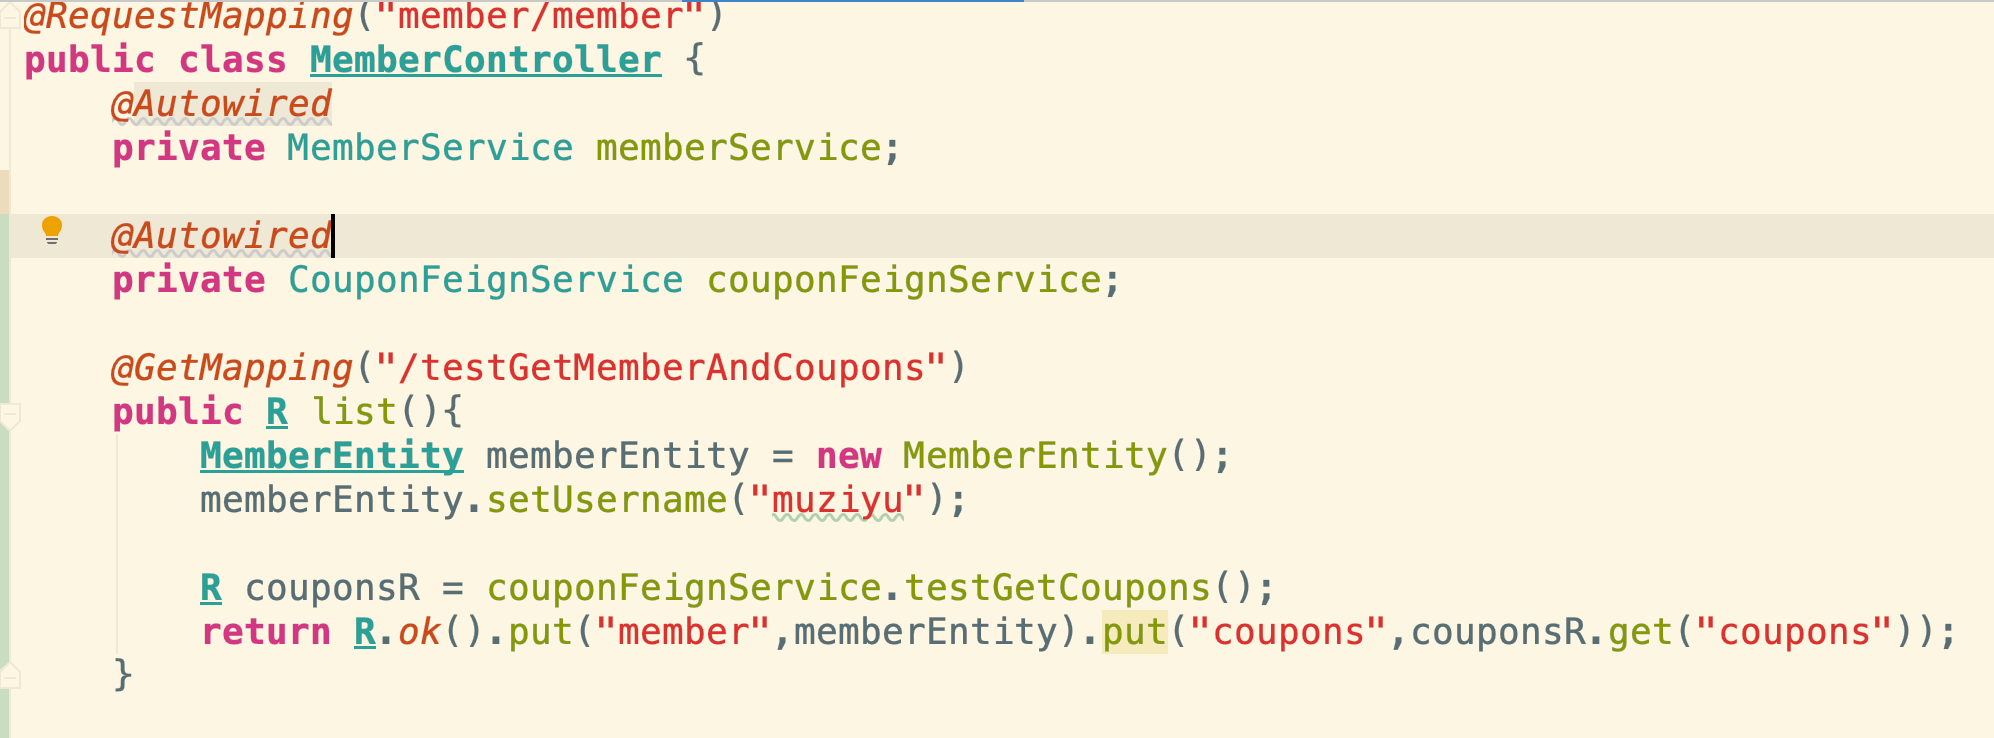 @RequestMapping("member/member")
public class MemberController {
@Autowired
private MemberService memberService;
@Autowired
private CouponFeignService couponFeignService;
@GetMapping("/testGetMemberAndCoupons")
public R list(){
MemberEntity memberEntity = new MemberEntity();
memberEntity.setUsername("muziyu");
R couponsR = couponFeignService.testGetCoupons();
return R.ok().put("member",memberEntity).put("coupons",couponsR.get("coupons"));
}